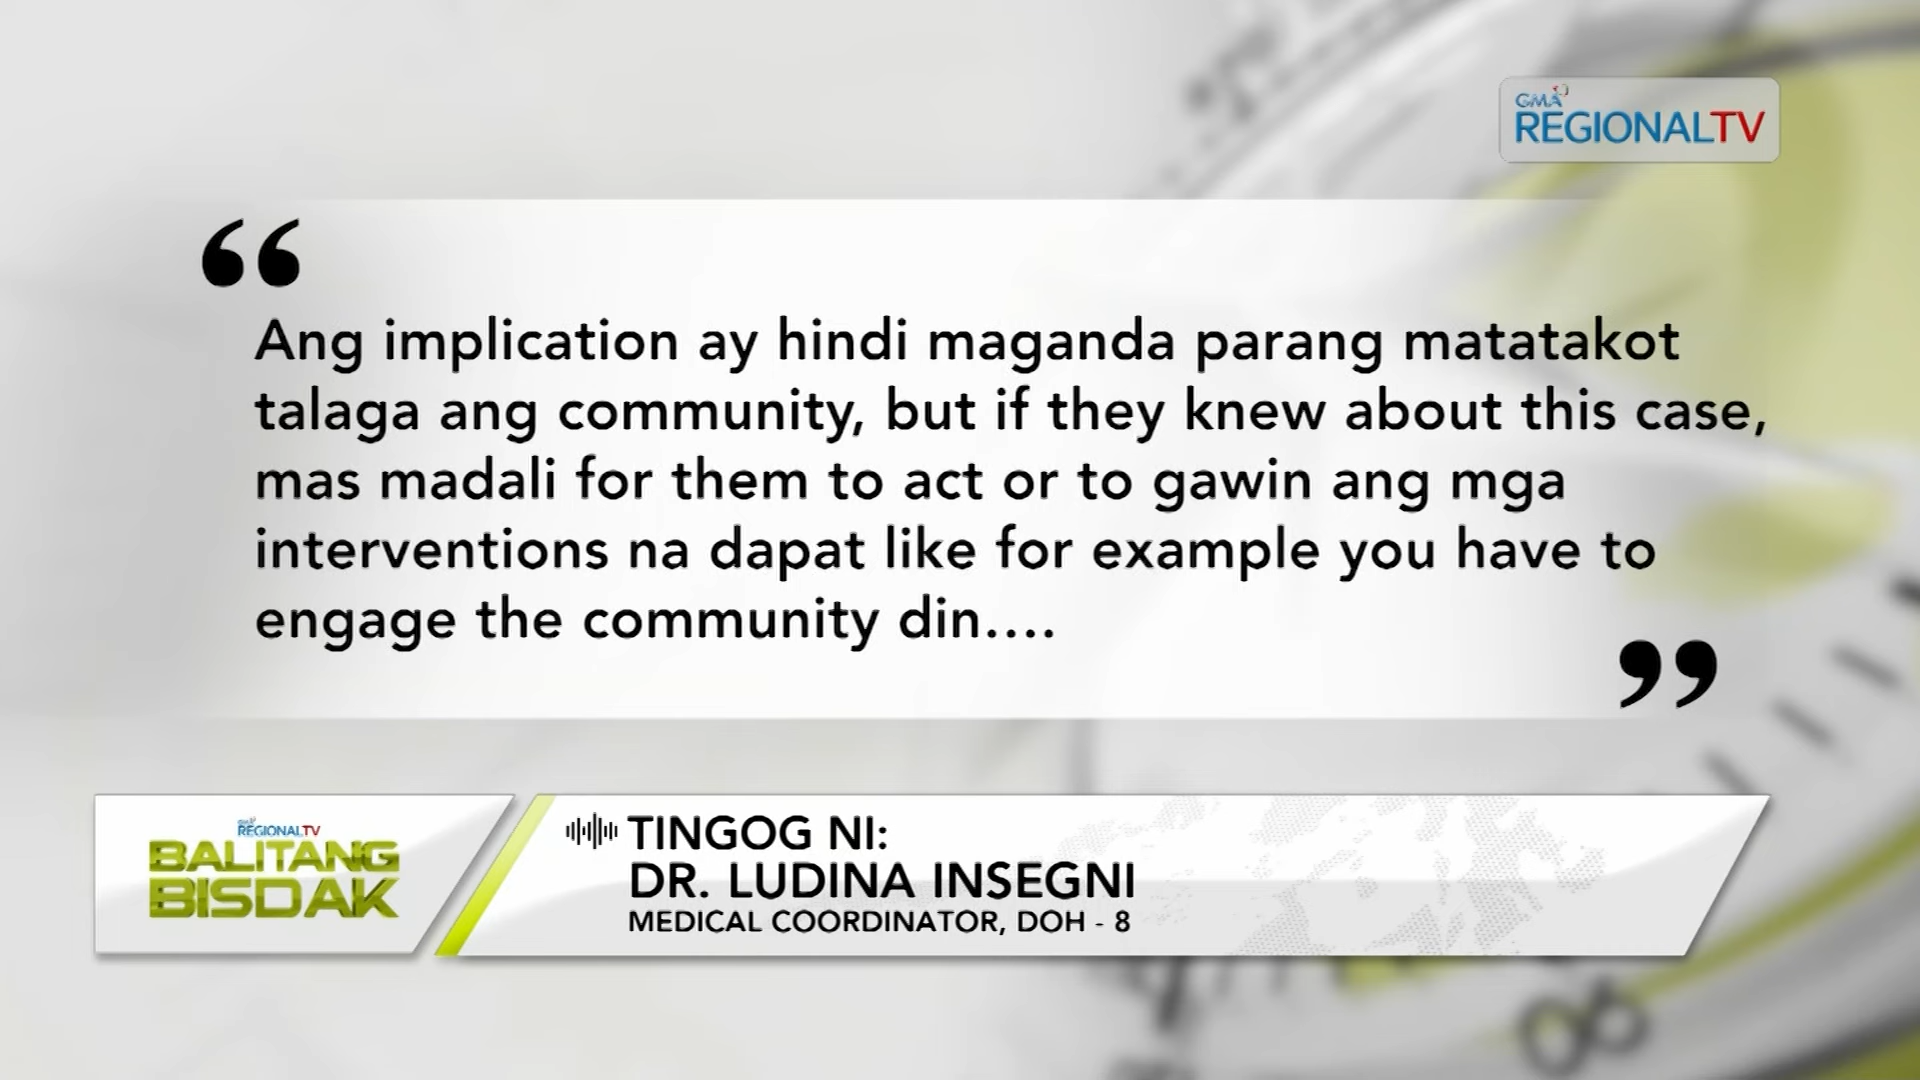 GMA
REGIONALTV
“
Ang implication ay hindi maganda parang matatakot
talaga ang community, but if they knew about this case,
mas madali for them to act or to gawin ang mga
interventions na dapat like for example you have to
engage the community din....
”
GMA
REGIONALTV
BALITANG
BISDAK
TINGOG NI:
DR. LUDINA INSEGNI
MEDICAL COORDINATOR, DOH - 8